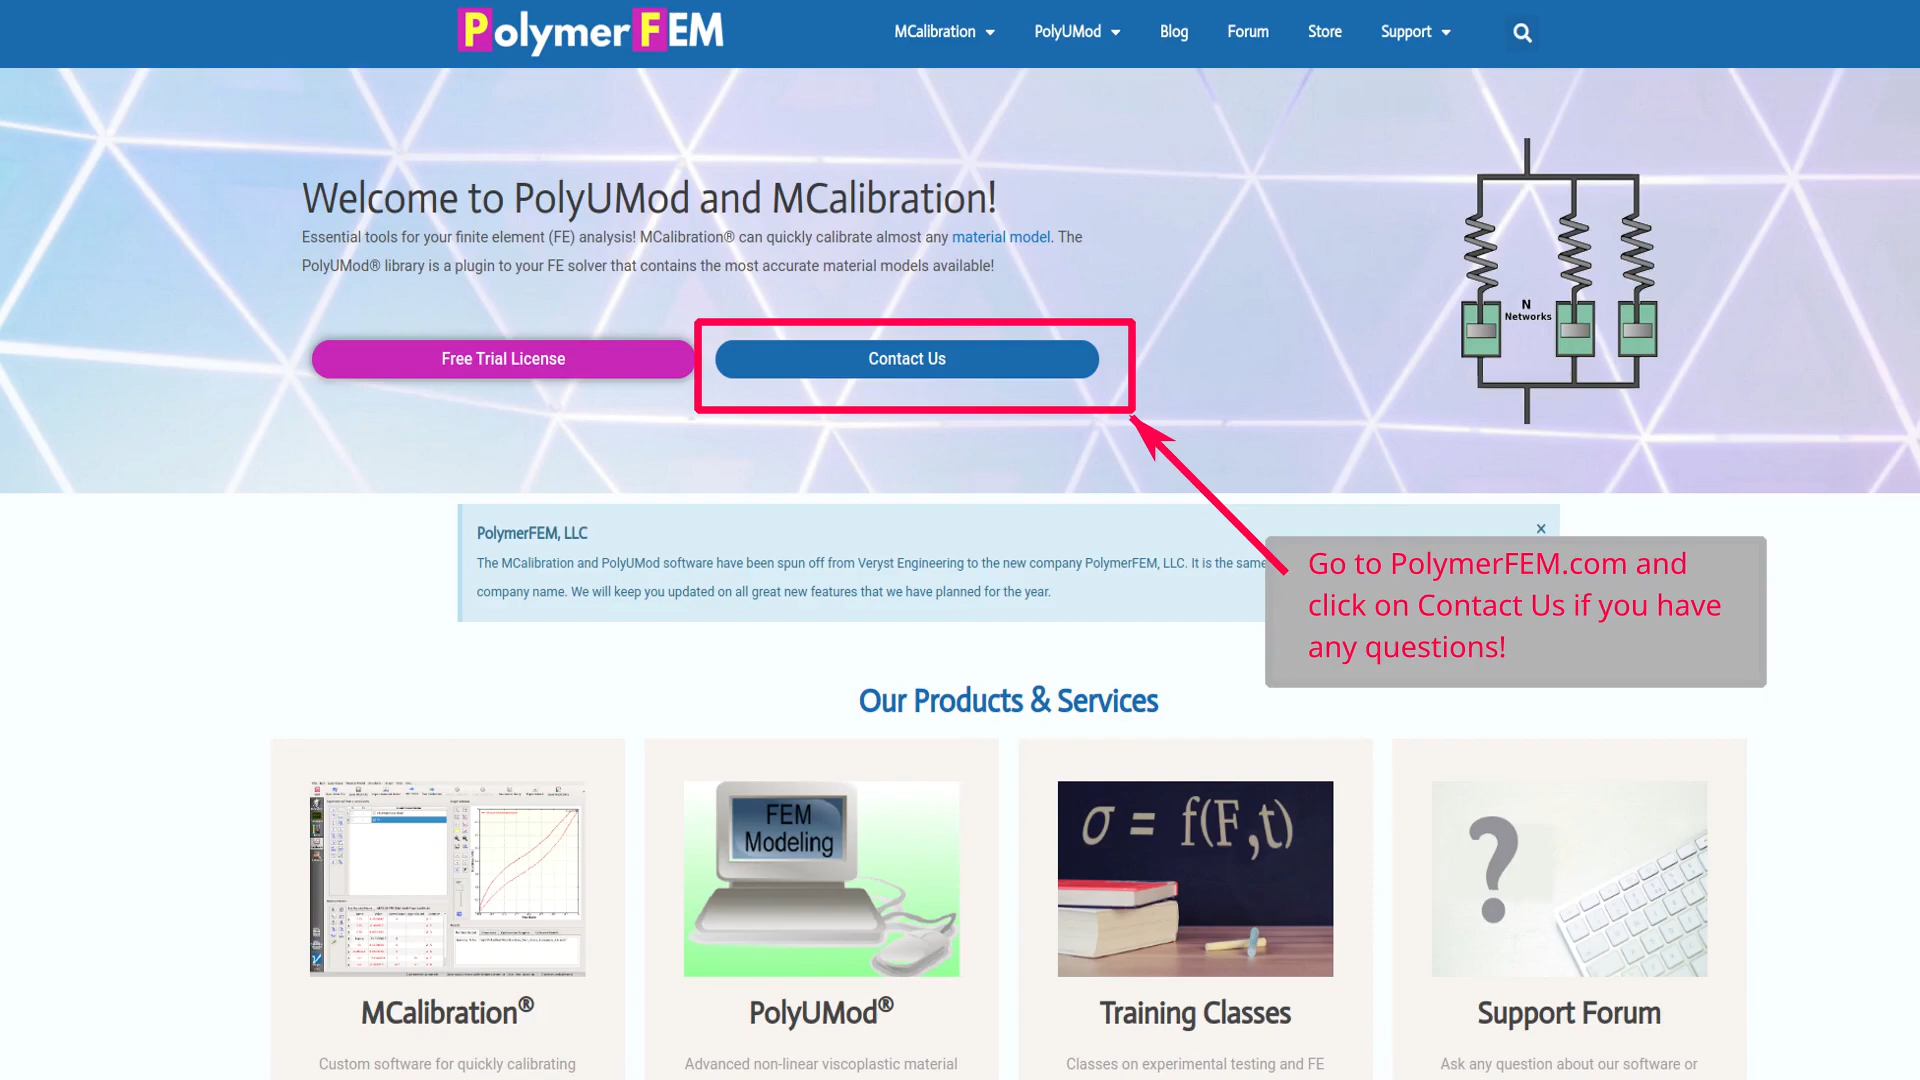 PolymerFEM
MCalibration
PolyUMod
Blog
Forum
Store
Support
Welcome to PolyUMod and MCalibration!
Essential tools for your finite element (FE) analysis! MCalibration® can quickly calibrate almost any material model. The
PolyUMod® library is a plugin to your FE solver that contains the most accurate material models available!
Free Trial License
Contact Us
N
Networks
PolymerFEM, LLC
×
The MCalibration and PolyUMod software have been spun off from Veryst Engineering to the new company PolymerFEM, LLC. It is the same
company name. We will keep you updated on all great new features that we have planned for the year.
Go to PolymerFEM.com and
click on Contact Us if you have
any questions!
Our Products & Services
FEM
Modeling
σ = f(F,t)
?
MCalibration®
PolyUMod®
Training Classes
Support Forum
Custom software for quickly calibrating
Advanced non-linear viscoplastic material
Classes on experimental testing and FE
Ask any question about our software or